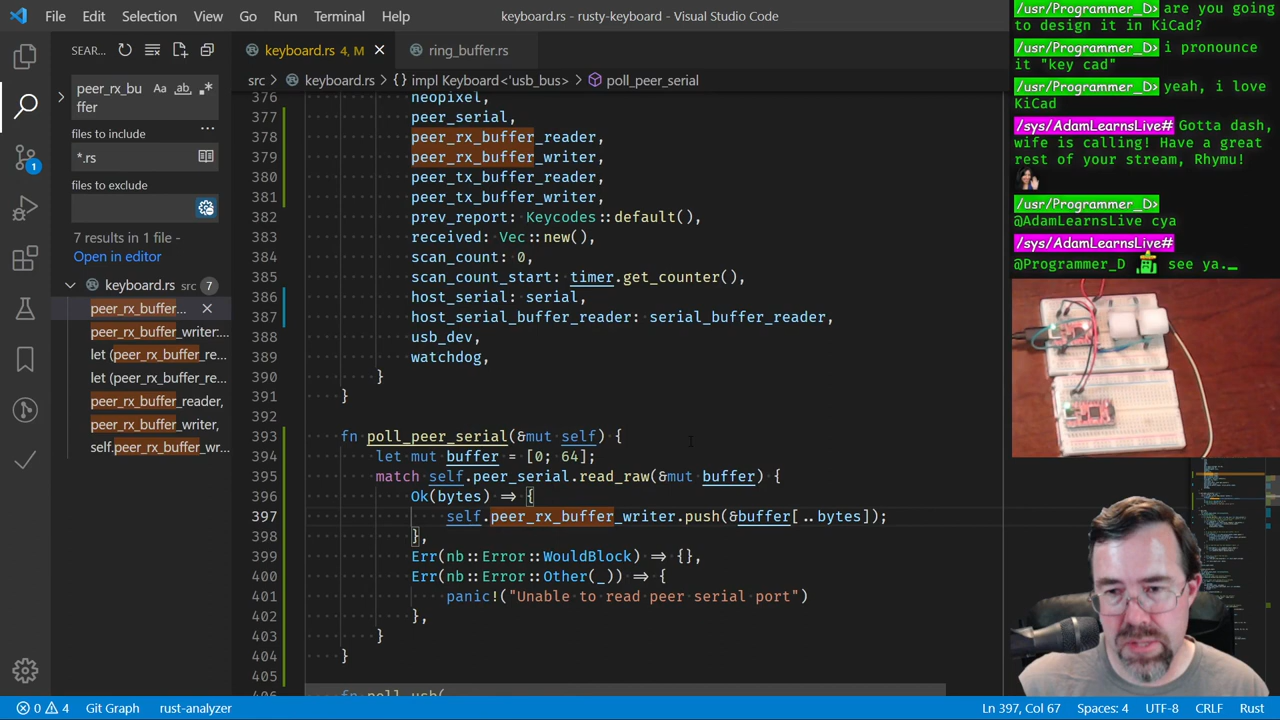 File Edit Selection View Go Run Terminal Help
keyboard.rs - rusty-keyboard - Visual Studio Code
SEAR...
keyboard.rs 4, M
ring_buffer.rs
src > keyboard.rs > {} impl Keyboard<'usb_bus> > poll_peer_serial
peer_rx_bu
ffer
files to include
*.rs
files to exclude
7 results in 1 file -
Open in editor
keyboard.rs src 7
peer_rx_buffer...
peer_rx_buffer_writer:...
let (peer_rx_buffer_re...
let (peer_rx_buffer_re...
peer_rx_buffer_reader,
peer_rx_buffer_writer,
self.peer_rx_buffer_wr...
1
376 neopixel,
377 peer_serial,
378 peer_rx_buffer_reader,
379 peer_rx_buffer_writer,
380 peer_tx_buffer_reader,
381 peer_tx_buffer_writer,
382 prev_report: Keycodes::default(),
383 received: Vec::new(),
384 scan_count: 0,
385 scan_count_start: timer.get_counter(),
386 host_serial: serial,
387 host_serial_buffer_reader: serial_buffer_reader,
388 usb_dev,
389 watchdog,
390 }
391 }
392
393 fn poll_peer_serial(&mut self) {
394 let mut buffer = [0; 64];
395 match self.peer_serial.read_raw(&mut buffer) {
396 Ok(bytes) => {
397 self.peer_rx_buffer_writer.push(&buffer[..bytes]);
398 },
399 Err(nb::Error::WouldBlock) => {},
400 Err(nb::Error::Other(_)) => {
401 panic!("Unable to read peer serial port")
402 },
403 }
404 }
405
406 fn poll_usb(
0 4 Git Graph rust-analyzer
Ln 397, Col 67 Spaces: 4 UTF-8 CRLF Rust
/usr/Programmer_D> are you going
to design it in KiCad?
/usr/Programmer_D> i pronounce
it "key cad"
/usr/Programmer_D> yeah, i love
KiCad
/sys/AdamLearnsLive# Gotta dash,
wife is calling! Have a great
rest of your stream, Rhymu!
/usr/Programmer_D>
@AdamLearnsLive cya
/sys/AdamLearnsLive#
@Programmer_D see ya._